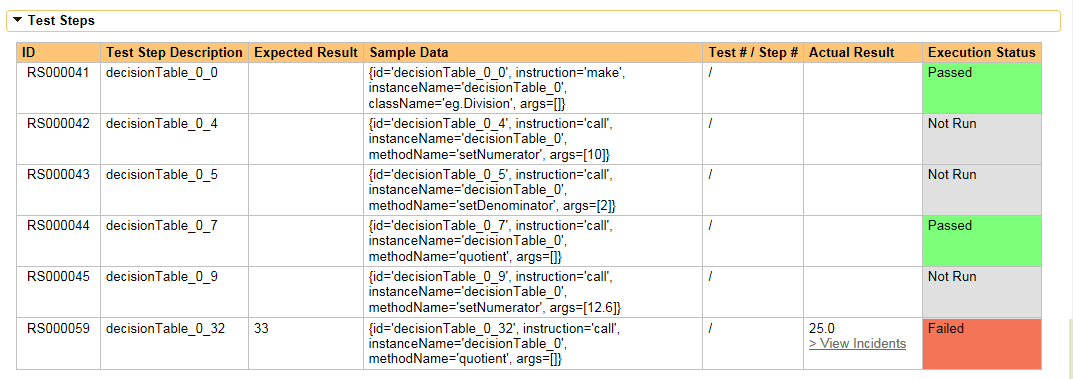 Test Steps
ID Test Step Description Expected Result Sample Data Test # / Step # Actual Result Execution Status
RS000041 decisionTable_0_0 {id='decisionTable_0_0', instruction='make', / Passed
instanceName='decisionTable_0',
className='eg.Division', args=[]}
RS000042 decisionTable_0_4 {id='decisionTable_0_4', instruction='call', / Not Run
instanceName='decisionTable_0',
methodName='setNumerator', args=[10]}
RS000043 decisionTable_0_5 {id='decisionTable_0_5', instruction='call', / Not Run
instanceName='decisionTable_0',
methodName='setDenominator', args=[2]}
RS000044 decisionTable_0_7 {id='decisionTable_0_7', instruction='call', / Passed
instanceName='decisionTable_0',
methodName='quotient', args=[]}
RS000045 decisionTable_0_9 {id='decisionTable_0_9', instruction='call', / Not Run
instanceName='decisionTable_0',
methodName='setNumerator', args=[12.6]}
RS000059 decisionTable_0_32 33 {id='decisionTable_0_32', instruction='call', / 25.0 Failed
instanceName='decisionTable_0', > View Incidents
methodName='quotient', args=[]}